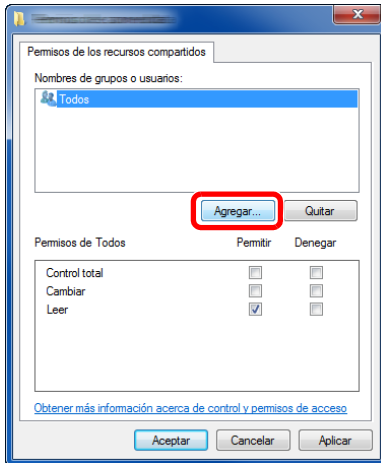 Permisos de los recursos compartidos
Nombres de grupos o usuarios:
Todos
Agregar... Quitar
Permisos de Todos Permitir Denegar
Control total
Cambiar
Leer
Obtener más información acerca de control y permisos de acceso
Aceptar Cancelar Aplicar